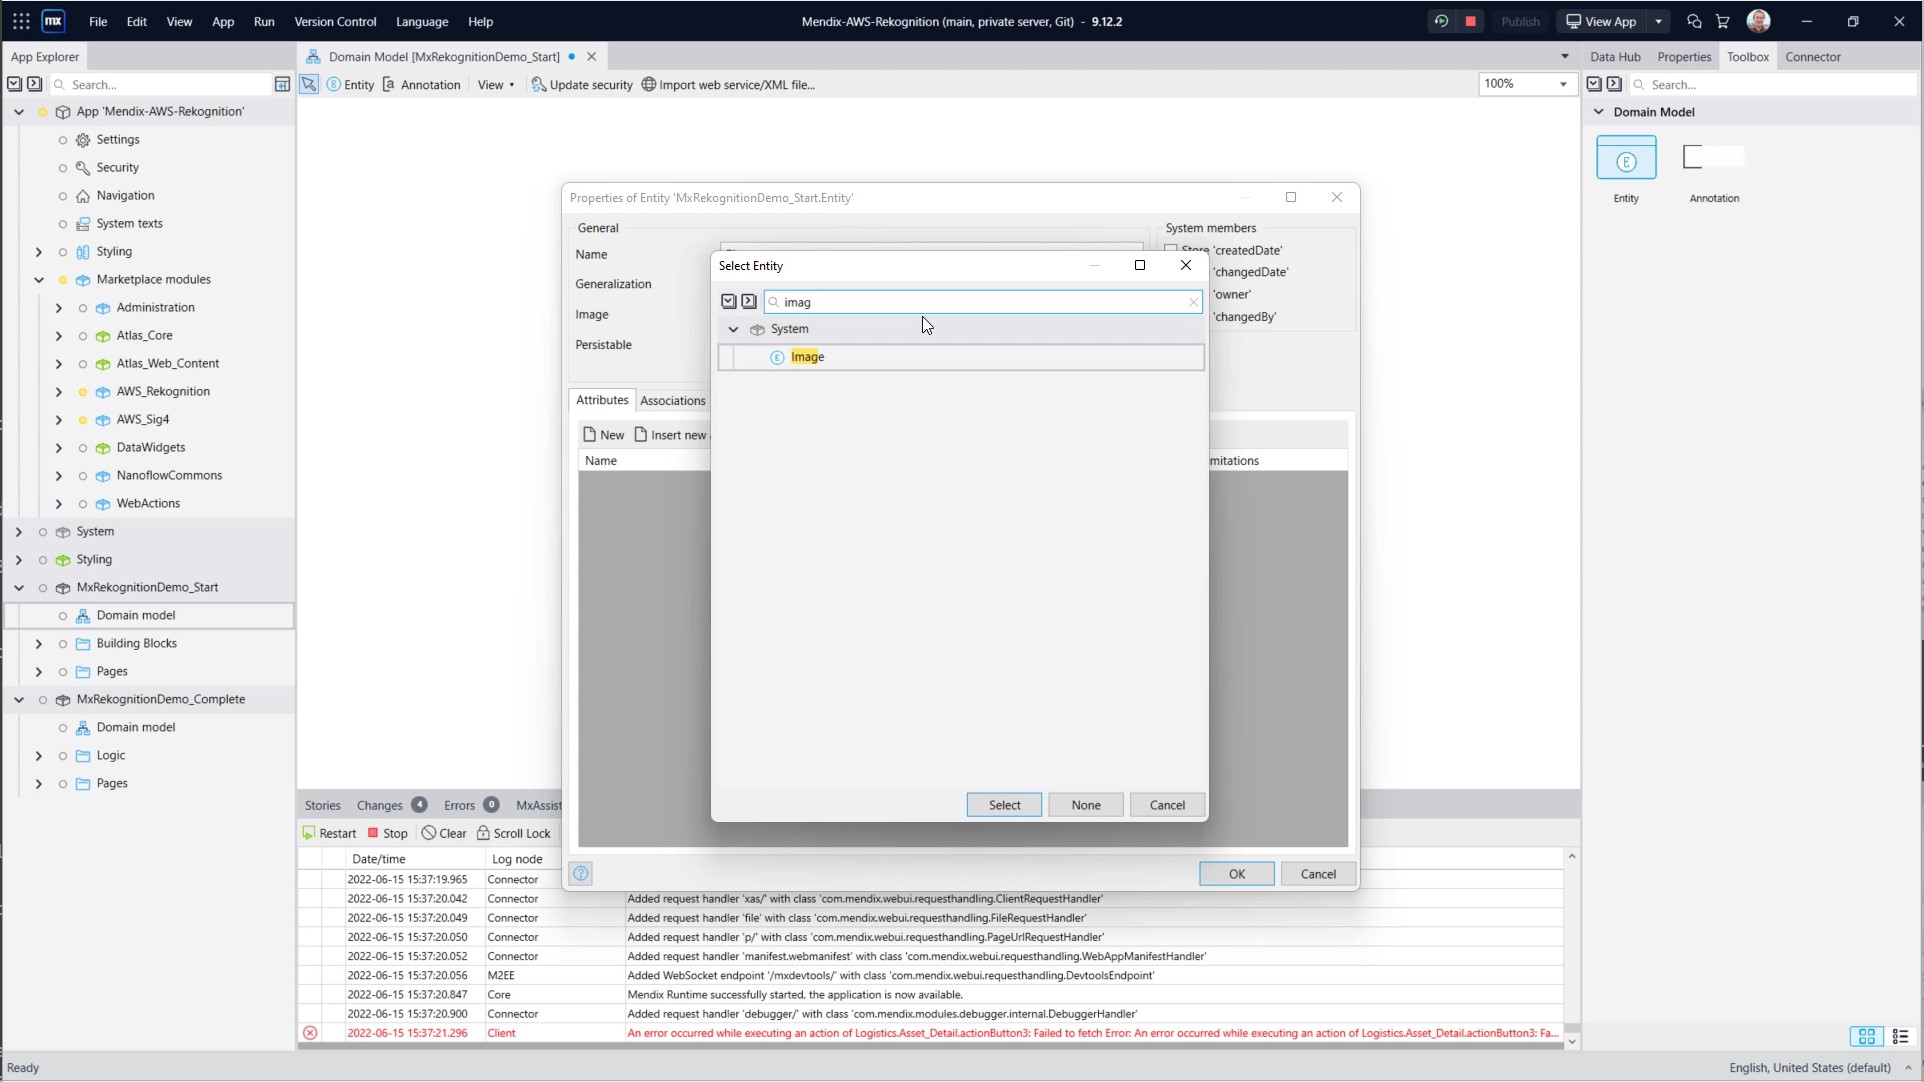 mx File Edit View App Run Version Control Language Help Mendix-AWS-Rekognition (main, private server, Git) - 9.12.2 Publish View App
App Explorer
Domain Model [MxRekognitionDemo_Start]
Data Hub Properties Toolbox Connector
Search...
Entity Annotation View Update security Import web service/XML file...
100%
Search...
App 'Mendix-AWS-Rekognition'
Settings
Security
Navigation
System texts
Styling
Marketplace modules
Administration
Atlas_Core
Atlas_Web_Content
AWS_Rekognition
AWS_Sig4
DataWidgets
NanoflowCommons
WebActions
System
Styling
MxRekognitionDemo_Start
Domain model
Building Blocks
Pages
MxRekognitionDemo_Complete
Domain model
Logic
Pages
Domain Model
Entity
Annotation
Properties of Entity 'MxRekognitionDemo_Start.Entity'
General
Name
Generalization
Image
Persistable
System members
Store 'createdDate'
'changedDate'
'owner'
'changedBy'
Attributes Associations
New Insert new
Name
mitations
OK Cancel
Select Entity
imag
System
Image
Select None Cancel
Stories Changes 4 Errors 0 MxAssist
Restart Stop Clear Scroll Lock
Date/time Log node
2022-06-15 15:37:19.965 Connector
2022-06-15 15:37:20.042 Connector Added request handler 'xas/' with class 'com.mendix.webui.requesthandling.ClientRequestHandler'
2022-06-15 15:37:20.049 Connector Added request handler 'file' with class 'com.mendix.webui.requesthandling.FileRequestHandler'
2022-06-15 15:37:20.050 Connector Added request handler 'p/' with class 'com.mendix.webui.requesthandling.PageUrlRequestHandler'
2022-06-15 15:37:20.052 Connector Added request handler 'manifest.webmanifest' with class 'com.mendix.webui.requesthandling.WebAppManifestHandler'
2022-06-15 15:37:20.056 M2EE Added WebSocket endpoint '/mxdevtools/' with class 'com.mendix.webui.requesthandling.DevtoolsEndpoint'
2022-06-15 15:37:20.847 Core Mendix Runtime successfully started, the application is now available.
2022-06-15 15:37:20.900 Connector Added request handler 'debugger/' with class 'com.mendix.modules.debugger.internal.DebuggerHandler'
2022-06-15 15:37:21.296 Client An error occurred while executing an action of Logistics.Asset_Detail.actionButton3: Failed to fetch Error: An error occurred while executing an action of Logistics.Asset_Detail.actionButton3: Fa...
Ready
English, United States (default)